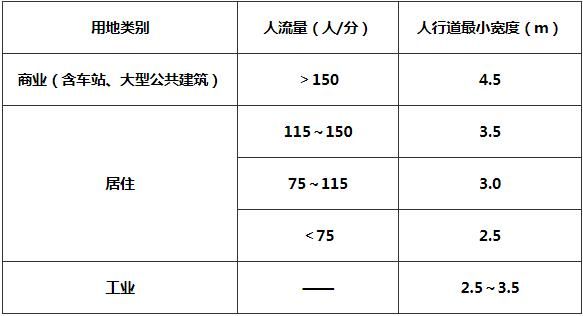 用地类别 人流量（人/分） 人行道最小宽度（m）
商业（含车站、大型公共建筑） ＞150 4.5
居住 115～150 3.5
75～115 3.0
＜75 2.5
工业 —— 2.5～3.5